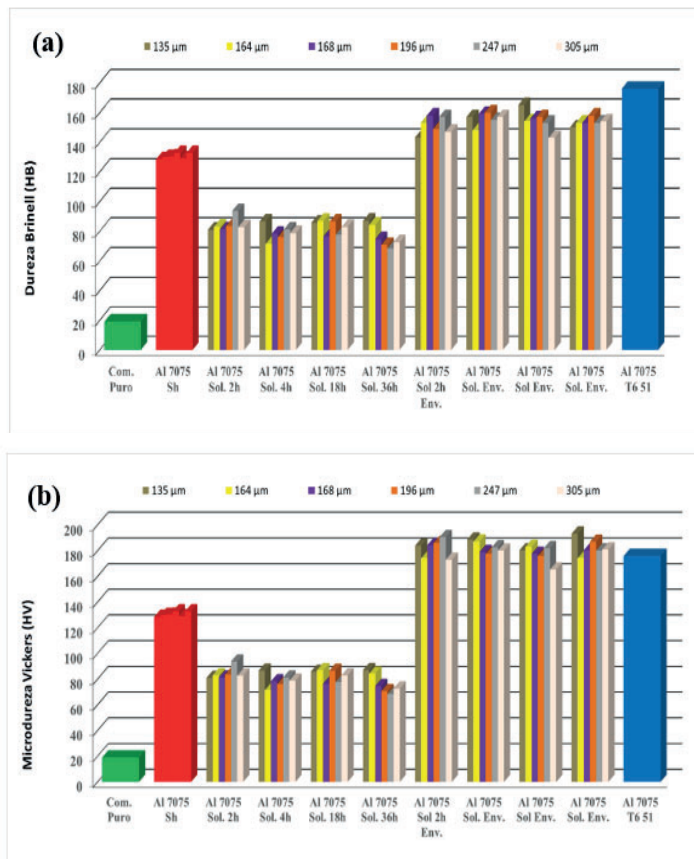 (a)
135 µm 164 µm 168 µm 196 µm 247 µm 305 µm
Dureza Brinell (HB)
180
160
140
120
100
80
60
40
20
0
Com. Puro
Al 7075 Sh
Al 7075 Sol. 2h
Al 7075 Sol. 4h
Al 7075 Sol. 18h
Al 7075 Sol. 36h
Al 7075 Sol 2h Env.
Al 7075 Sol. Env.
Al 7075 Sol Env.
Al 7075 Sol. Env.
Al 7075 T6 51
(b)
135 µm 164 µm 168 µm 196 µm 247 µm 305 µm
Microdureza Vickers (HV)
200
180
160
140
120
100
80
60
40
20
0
Com. Puro
Al 7075 Sh
Al 7075 Sol. 2h
Al 7075 Sol. 4h
Al 7075 Sol. 18h
Al 7075 Sol. 36h
Al 7075 Sol 2h Env.
Al 7075 Sol. Env.
Al 7075 Sol Env.
Al 7075 Sol. Env.
Al 7075 T6 51